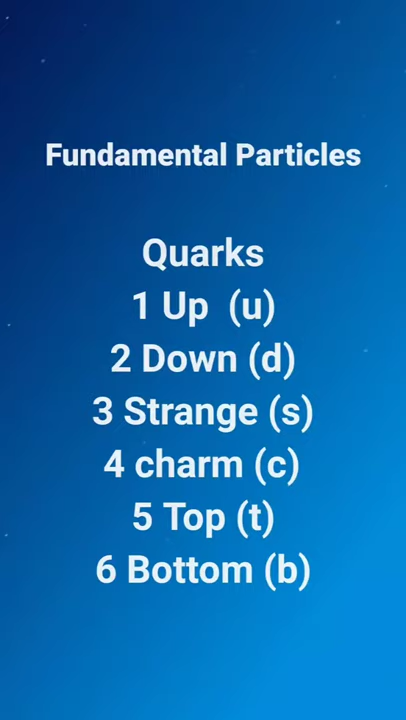 Fundamental Particles
Quarks
1 Up (u)
2 Down (d)
3 Strange (s)
4 charm (c)
5 Top (t)
6 Bottom (b)